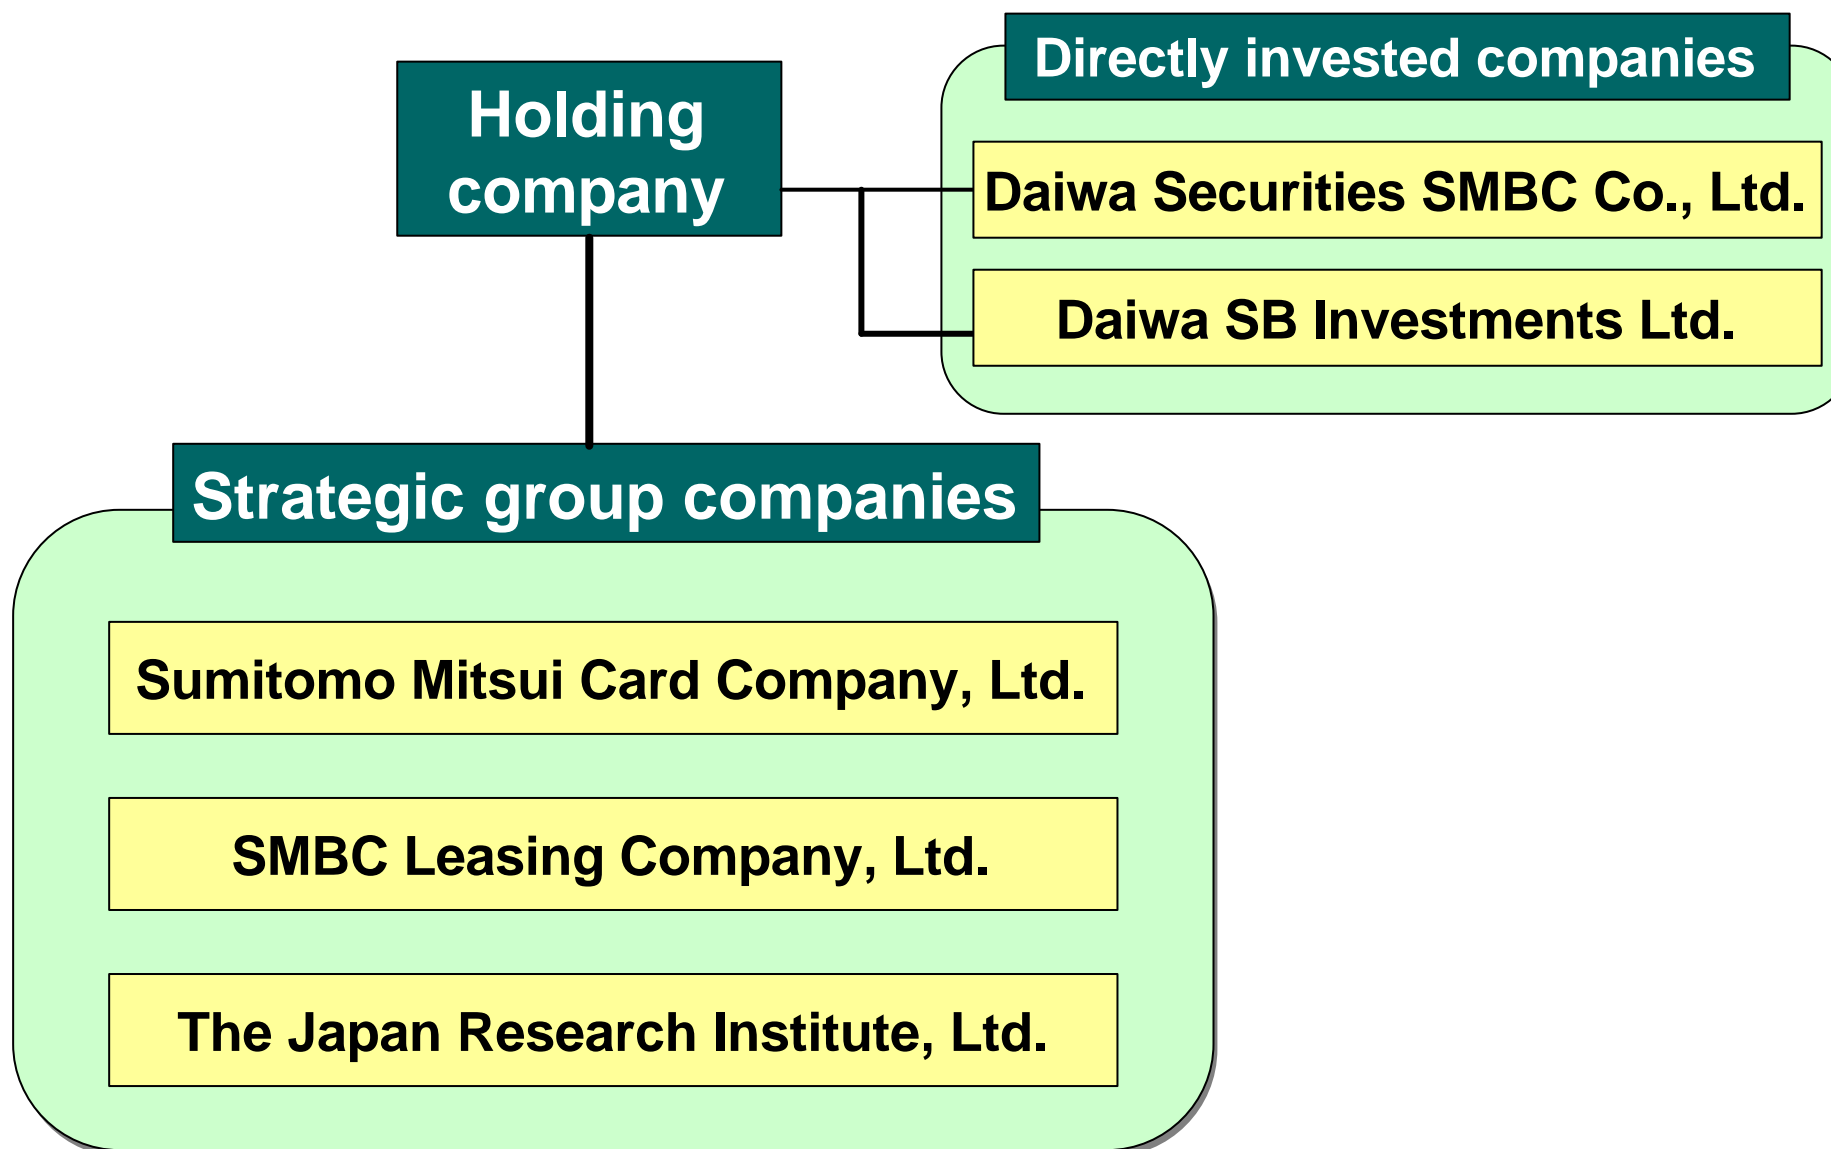 Directly invested companies
Holding
company
Daiwa Securities SMBC Co., Ltd.
Daiwa SB Investments Ltd.
Strategic group companies
Sumitomo Mitsui Card Company, Ltd.
SMBC Leasing Company, Ltd.
The Japan Research Institute, Ltd.